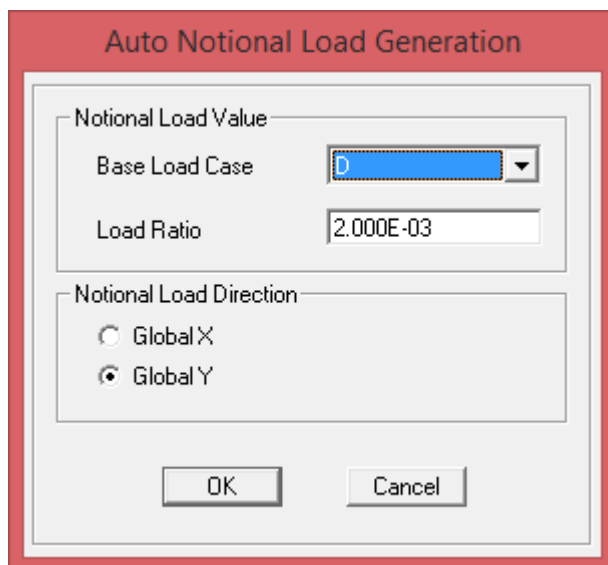 Auto Notional Load Generation
Notional Load Value
Base Load Case D
Load Ratio 2.000E-03
Notional Load Direction
Global X
Global Y
OK Cancel